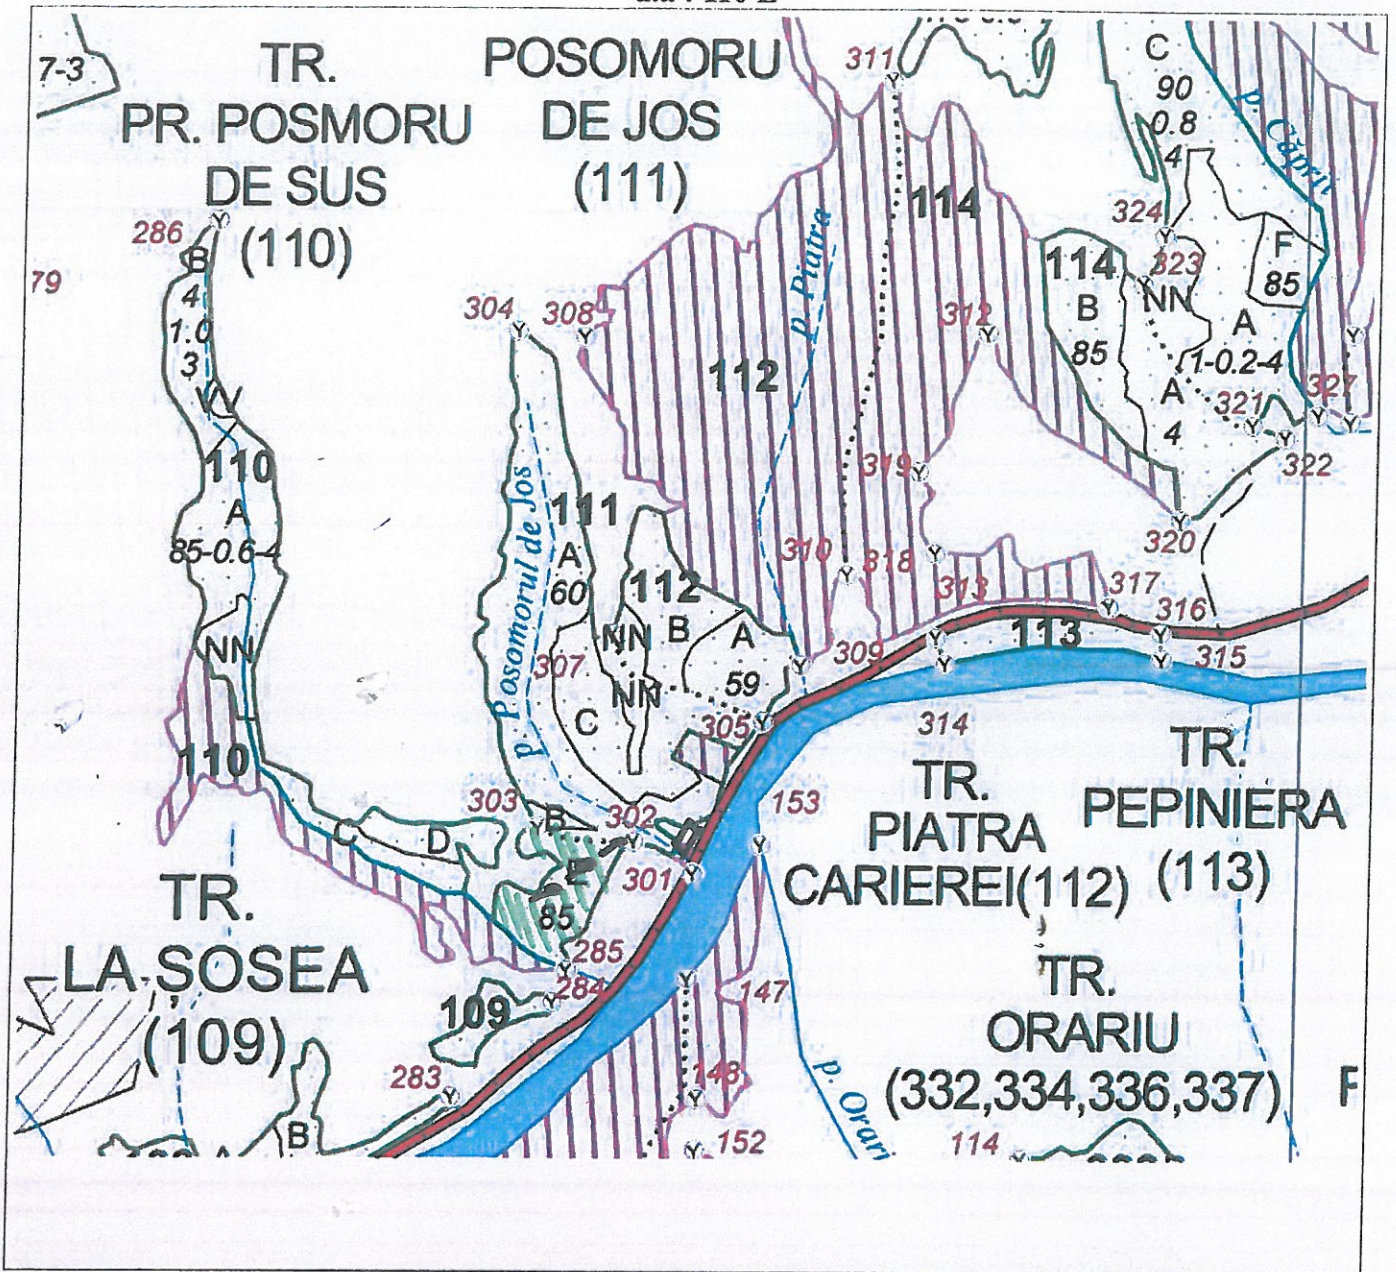 7-3
TR.
PR. POSMORU
DE SUS
(110)
POSOMORU
DE JOS
(111)
311
C
90
0.8
4
p. Căprii
286
79
B
4
1.0
3
VV
110
A
85-0.6-4
NN
110
304
308
p. Piatra
114
112
312
324
323
114
B
85
NN
F
85
A
1-0.2-4
A
4
321
327
322
320
319
310
318
313
317
316
315
113
309
314
p. Posomorul de Jos
111
A
60
112
B
A
59
NN
NN
307
C
305
303
B
302
301
153
C
D
E
85
285
284
109
283
B
TR.
LA ȘOSEA
(109)
TR.
PIATRA
CARIEREI(112)
TR.
PEPINIERA
(113)
TR.
ORARIU
(332,334,336,337)
147
148
152
p. Orari
114